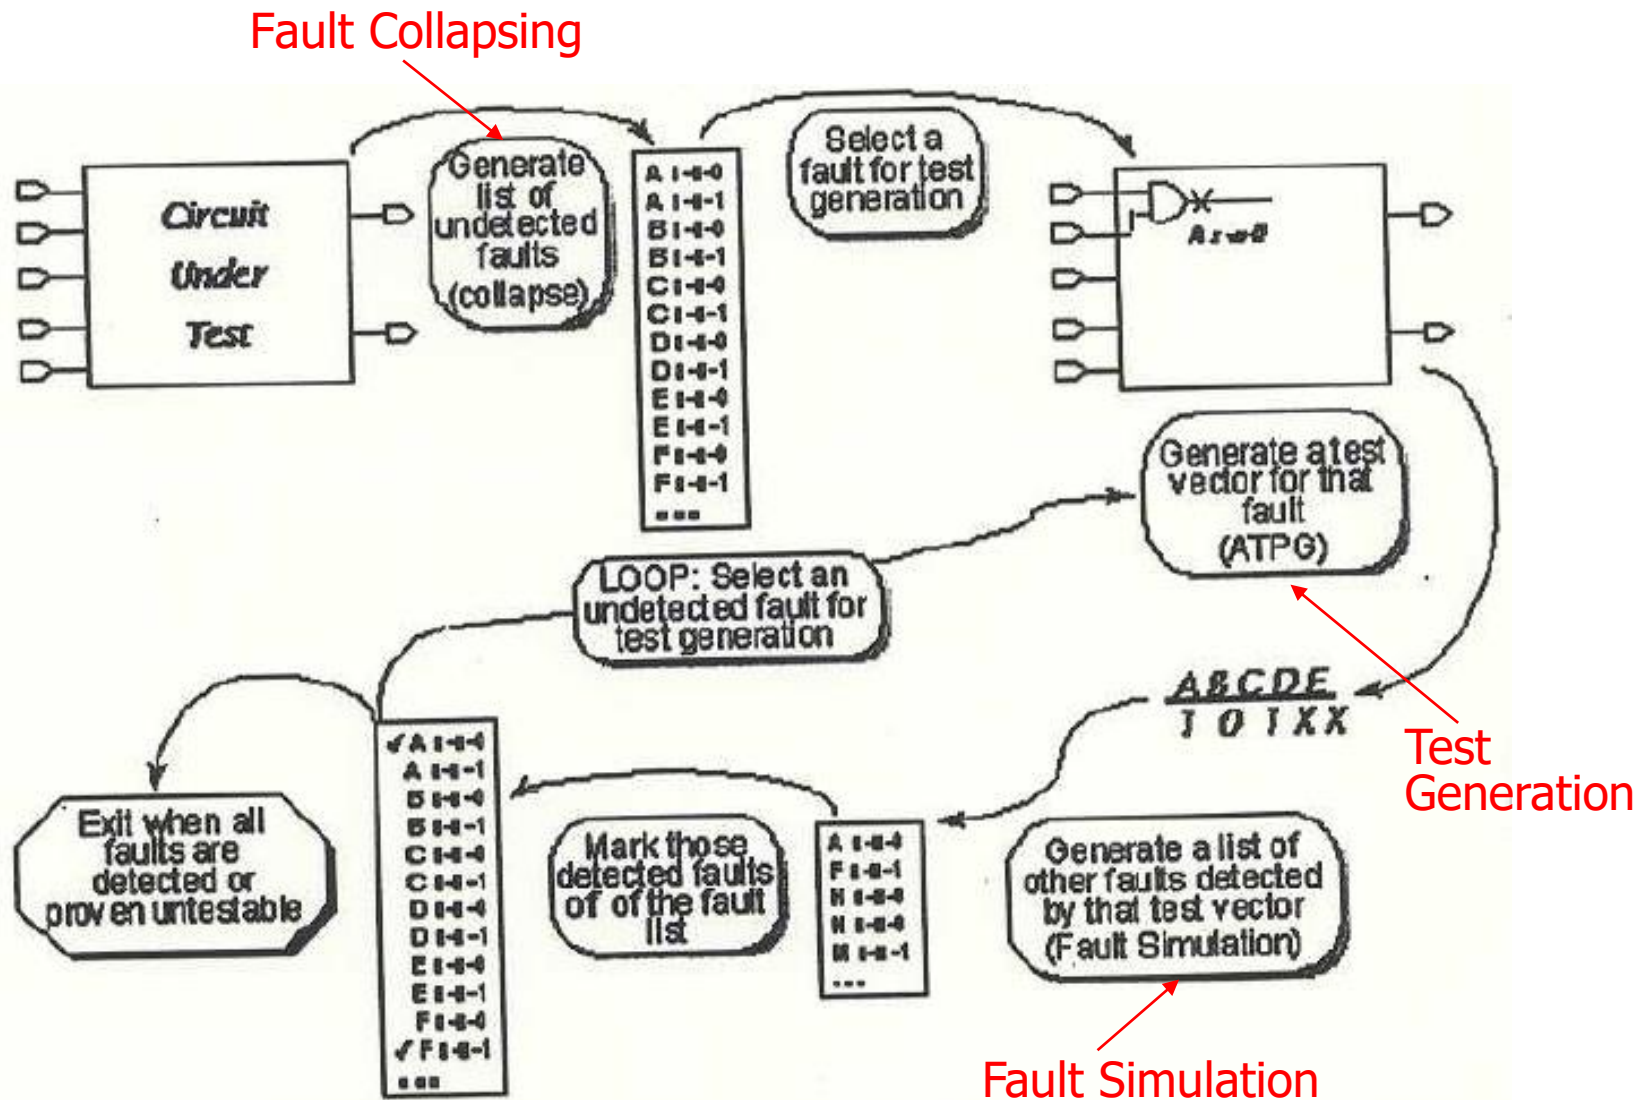 Fault Collapsing
Circuit
Under
Test
Generate
list of
undetected
faults
(collapse)
A s-a-0
A s-a-1
B s-a-0
B s-a-1
C s-a-0
C s-a-1
D s-a-0
D s-a-1
E s-a-0
E s-a-1
F s-a-0
F s-a-1
...
Select a
fault for test
generation
A s-a-0
Generate a test
vector for that
fault
(ATPG)
LOOP: Select an
undetected fault for
test generation
Test
Generation
ABCDE
1 0 1 X X
Generate a list of
other faults detected
by that test vector
(Fault Simulation)
Fault Simulation
A s-a-0
F s-a-1
N s-a-0
M s-a-1
...
Mark those
detected faults
of of the fault
list
✓ A s-a-0
A s-a-1
B s-a-0
B s-a-1
C s-a-0
C s-a-1
D s-a-0
D s-a-1
E s-a-0
E s-a-1
F s-a-0
✓ F s-a-1
...
Exit when all
faults are
detected or
proven untestable